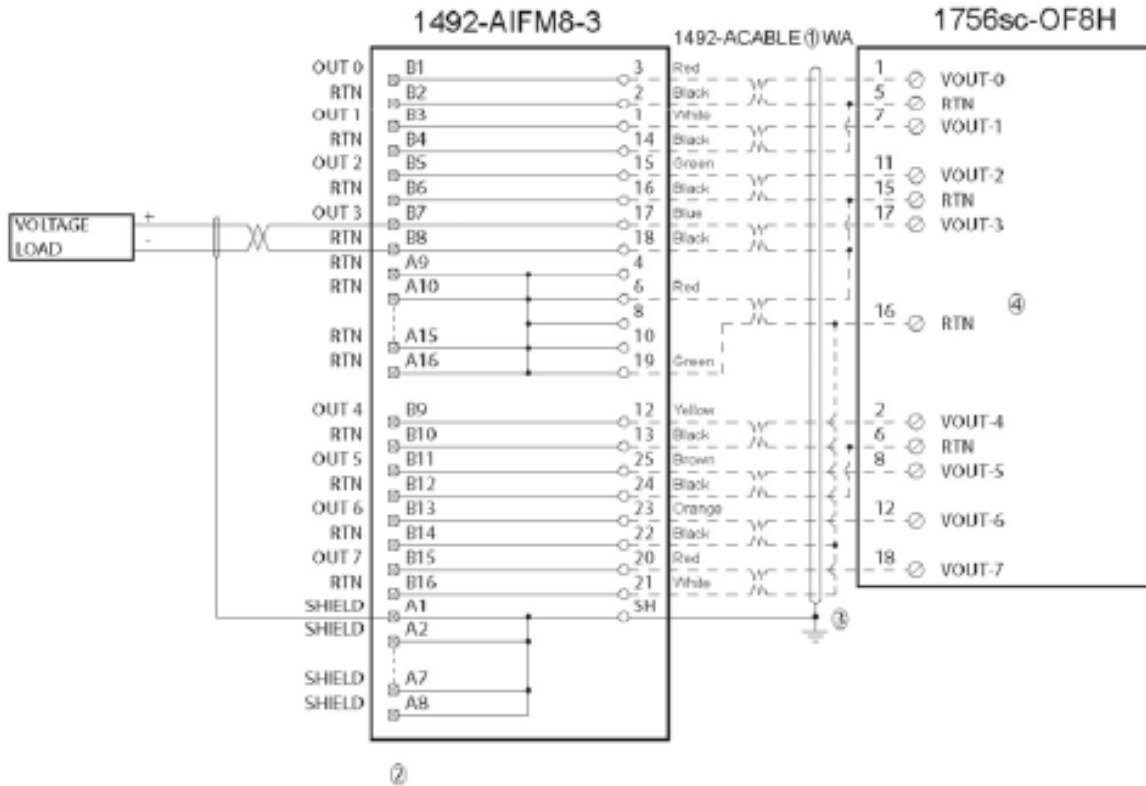 1492-AIFM8-3
1492-ACABLE①WA
1756sc-OF8H
OUT 0 B1 3 Red 1 VOUT-0
RTN B2 2 Black 5 RTN
OUT 1 B3 1 White 7 VOUT-1
RTN B4 14 Black
OUT 2 B5 15 Green 11 VOUT-2
RTN B6 16 Black 15 RTN
OUT 3 B7 17 Blue 17 VOUT-3
VOLTAGE +
LOAD -
RTN B8 18 Black
RTN A9 4
RTN A10 6 Red
8 16 RTN ④
RTN A15 10
RTN A16 19 Green
OUT 4 B9 12 Yellow 2 VOUT-4
RTN B10 13 Black 6 RTN
OUT 5 B11 25 Brown 8 VOUT-5
RTN B12 24 Black
OUT 6 B13 23 Orange 12 VOUT-6
RTN B14 22 Black
OUT 7 B15 20 Red 18 VOUT-7
RTN B16 21 White
SHIELD A1 SH ③
SHIELD A2
SHIELD A7
SHIELD A8
②